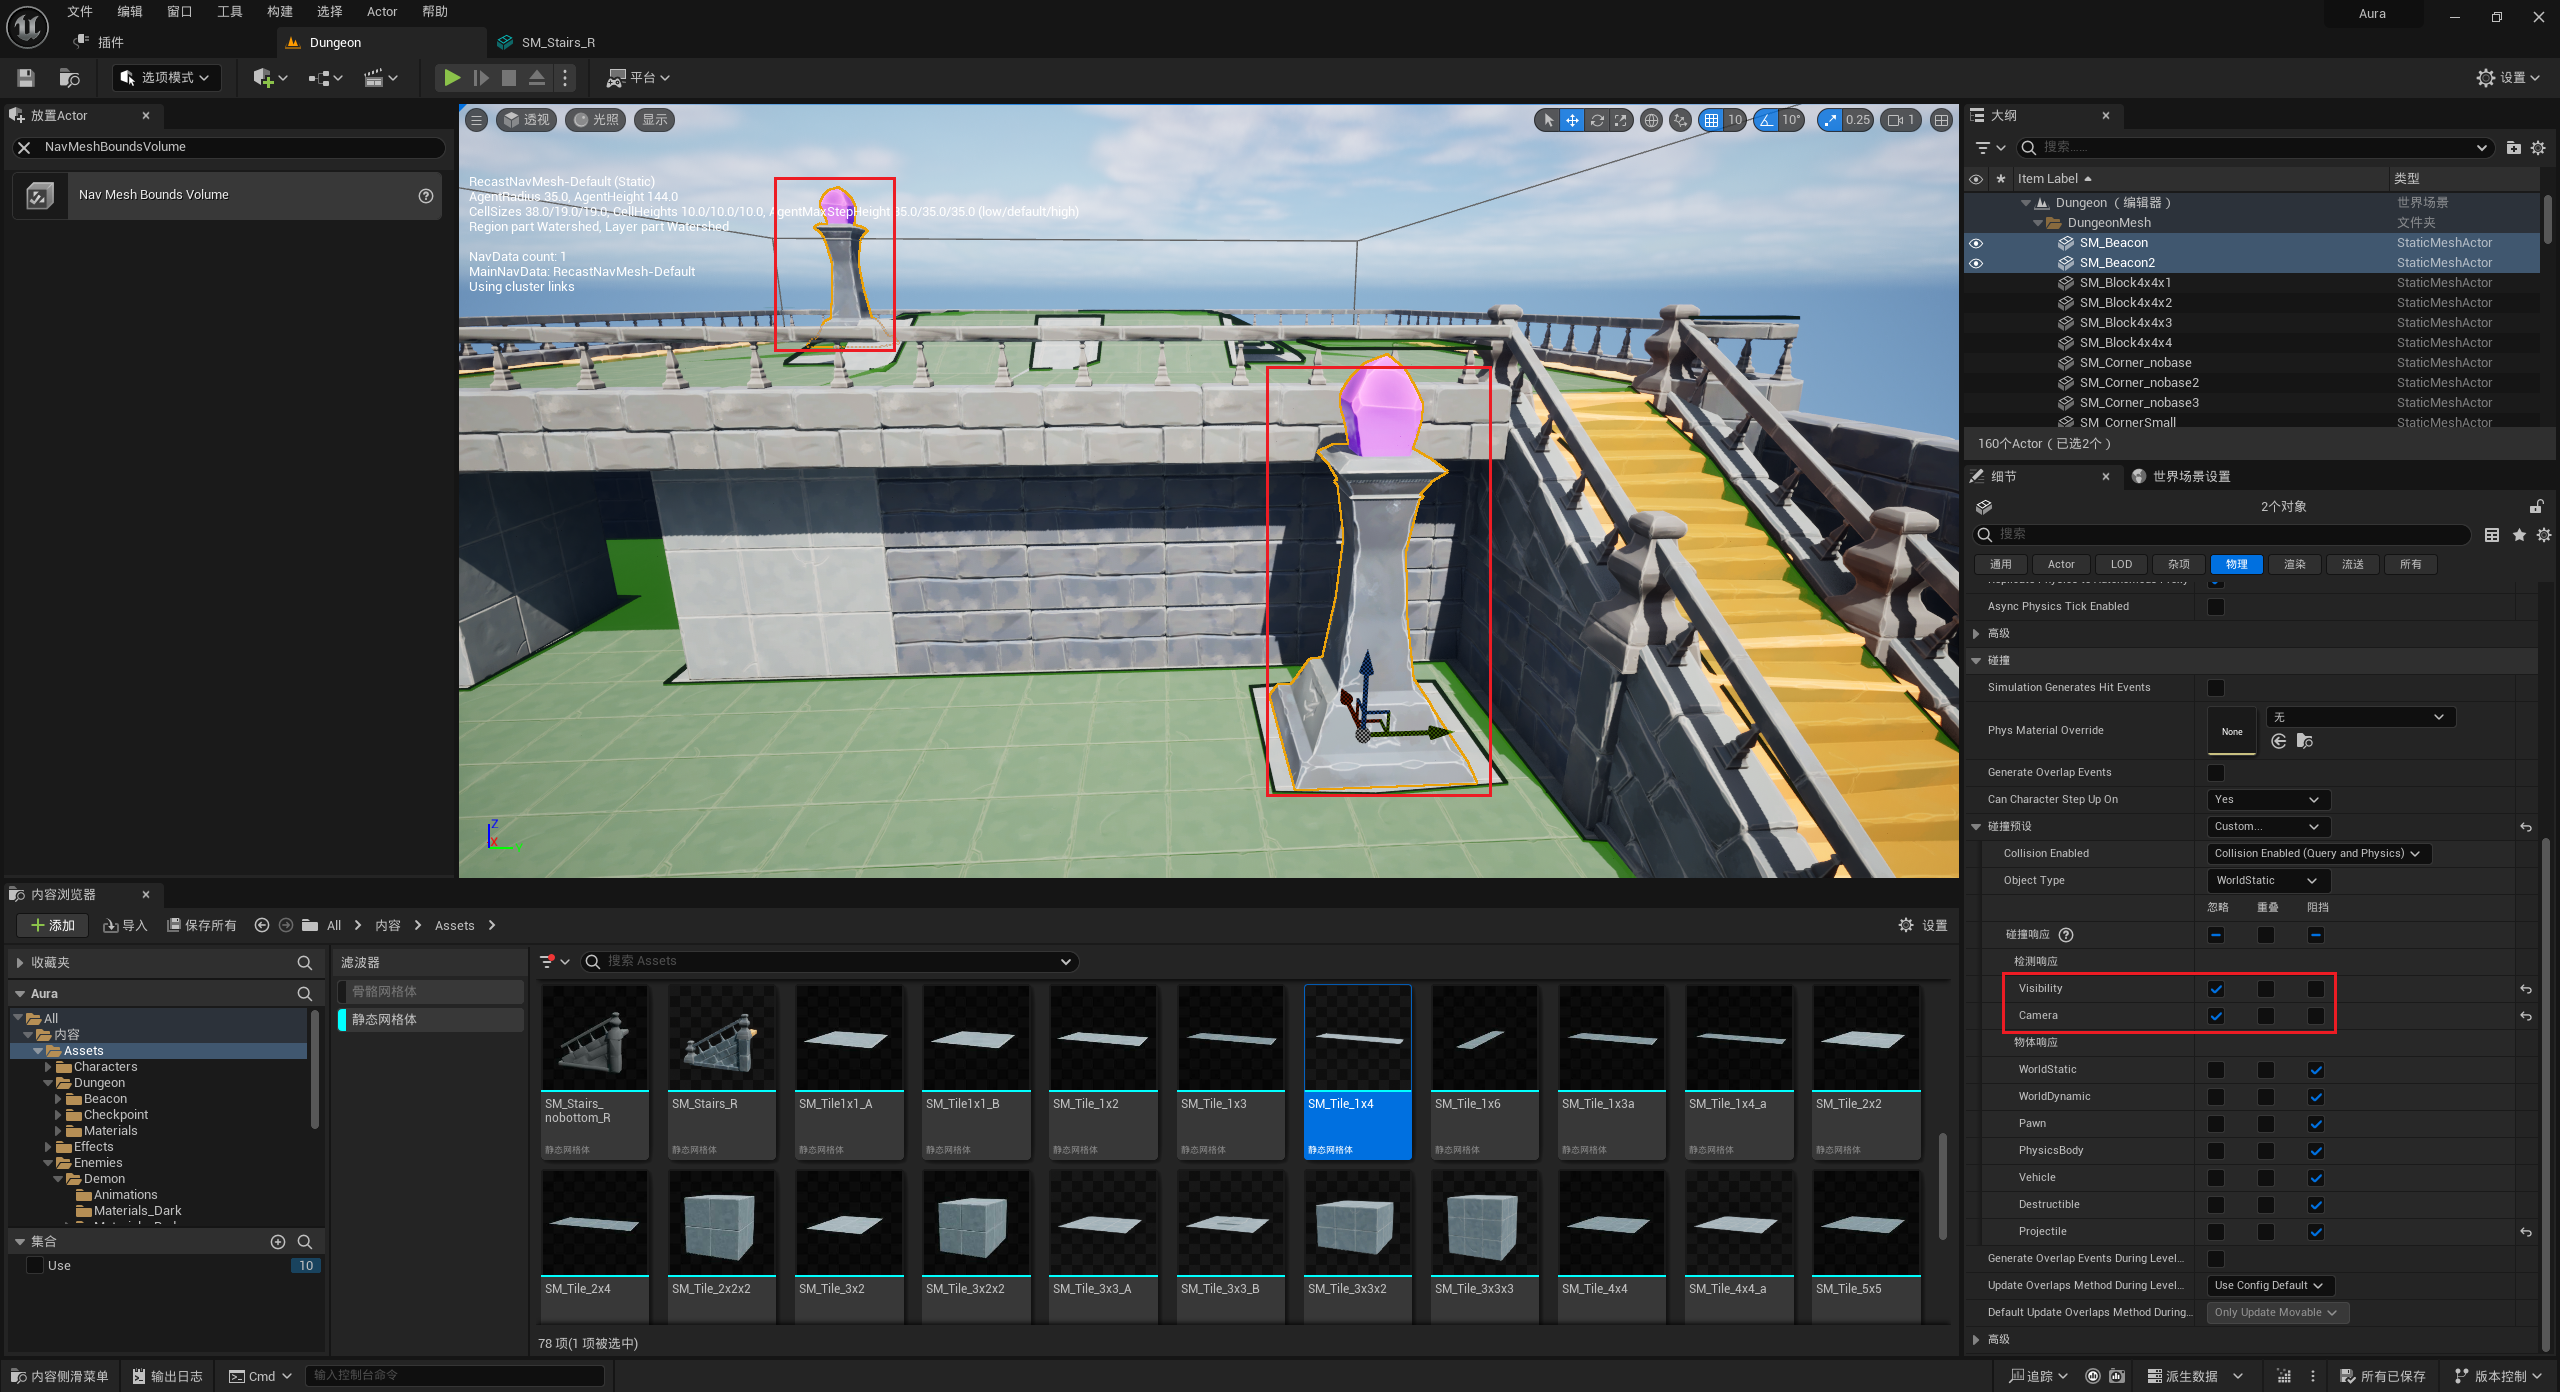 文件 编辑 窗口 工具 构建 选择 Actor 帮助
Aura
插件
Dungeon
SM_Stairs_R
选项模式
平台
设置
放置Actor
NavMeshBoundsVolume
Nav Mesh Bounds Volume
透视 光照 显示
10 10° 0.25 1
RecastNavMesh-Default (Static)
AgentRadius 35.0, AgentHeight 144.0
CellSizes 38.0/19.0/19.0, CellHeights 10.0/10.0/10.0, AgentMaxStepHeight 35.0/35.0/35.0 (low/default/high)
Region part Watershed, Layer part Watershed
NavData count: 1
MainNavData: RecastNavMesh-Default
Using cluster links
Z
X
Y
大纲
搜索......
Item Label 类型
Dungeon（编辑器） 世界场景
DungeonMesh 文件夹
SM_Beacon StaticMeshActor
SM_Beacon2 StaticMeshActor
SM_Block4x4x1 StaticMeshActor
SM_Block4x4x2 StaticMeshActor
SM_Block4x4x3 StaticMeshActor
SM_Block4x4x4 StaticMeshActor
SM_Corner_nobase StaticMeshActor
SM_Corner_nobase2 StaticMeshActor
SM_Corner_nobase3 StaticMeshActor
SM_CornerSmall StaticMeshActor
160个Actor（已选2个）
细节 世界场景设置
2个对象
搜索
通用 Actor LOD 杂项 物理 渲染 流送 所有
Async Physics Tick Enabled
高级
碰撞
Simulation Generates Hit Events
Phys Material Override None 无
Generate Overlap Events
Can Character Step Up On Yes
碰撞预设 Custom...
Collision Enabled Collision Enabled (Query and Physics)
Object Type WorldStatic
忽略 重叠 阻挡
碰撞响应
检测响应
Visibility
Camera
物体响应
WorldStatic
WorldDynamic
Pawn
PhysicsBody
Vehicle
Destructible
Projectile
Generate Overlap Events During Level...
Update Overlaps Method During Level... Use Config Default
Default Update Overlaps Method During... Only Update Movable
高级
内容浏览器
添加 导入 保存所有 All 内容 Assets 设置
收藏夹
Aura
All
内容
Assets
Characters
Dungeon
Beacon
Checkpoint
Materials
Effects
Enemies
Demon
Animations
Materials_Dark
集合
Use 10
滤波器
骨骼网格体
静态网格体
搜索 Assets
SM_Stairs_nobottom_R SM_Stairs_R SM_Tile1x1_A SM_Tile1x1_B SM_Tile_1x2 SM_Tile_1x3 SM_Tile_1x4 SM_Tile_1x6 SM_Tile_1x3a SM_Tile_1x4_a SM_Tile_2x2
静态网格体 静态网格体 静态网格体 静态网格体 静态网格体 静态网格体 静态网格体 静态网格体 静态网格体 静态网格体 静态网格体
SM_Tile_2x4 SM_Tile_2x2x2 SM_Tile_3x2 SM_Tile_3x2x2 SM_Tile_3x3_A SM_Tile_3x3_B SM_Tile_3x3x2 SM_Tile_3x3x3 SM_Tile_4x4 SM_Tile_4x4_a SM_Tile_5x5
78 项(1 项被选中)
内容侧滑菜单 输出日志 Cmd 输入控制台命令
追踪 派生数据 所有已保存 版本控制